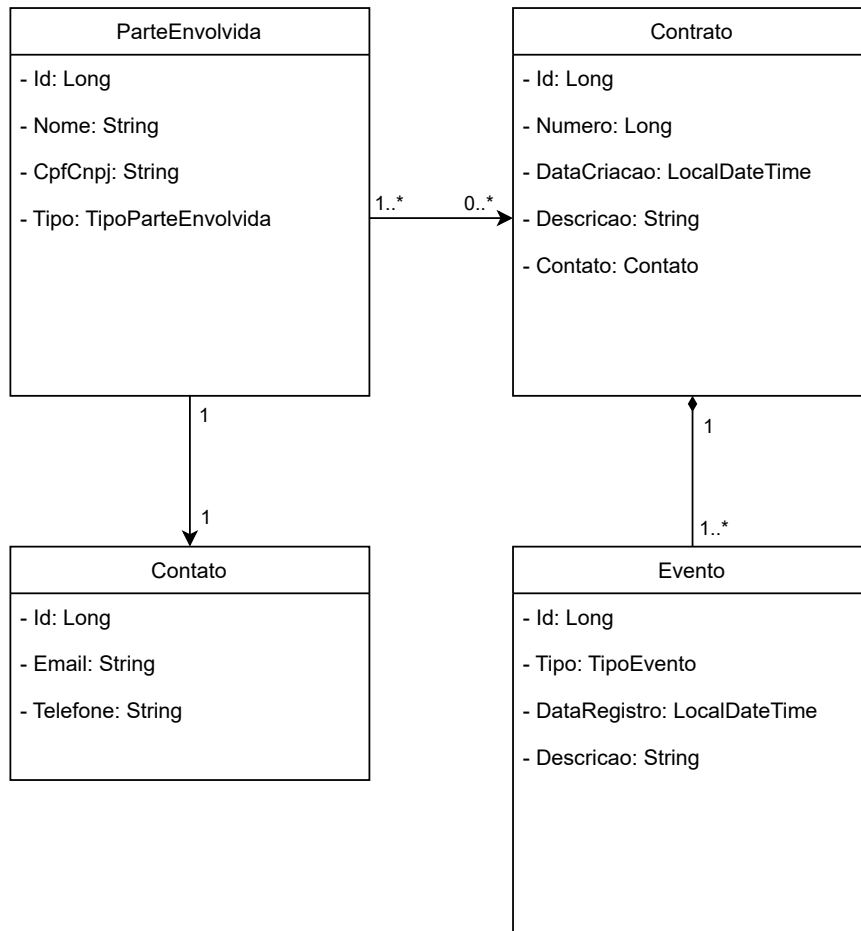 ParteEnvolvida
- Id: Long
- Nome: String
- CpfCnpj: String
- Tipo: TipoParteEnvolvida
1..*
0..*
Contrato
- Id: Long
- Numero: Long
- DataCriacao: LocalDateTime
- Descricao: String
- Contato: Contato
1
1
1
1..*
Contato
- Id: Long
- Email: String
- Telefone: String
Evento
- Id: Long
- Tipo: TipoEvento
- DataRegistro: LocalDateTime
- Descricao: String